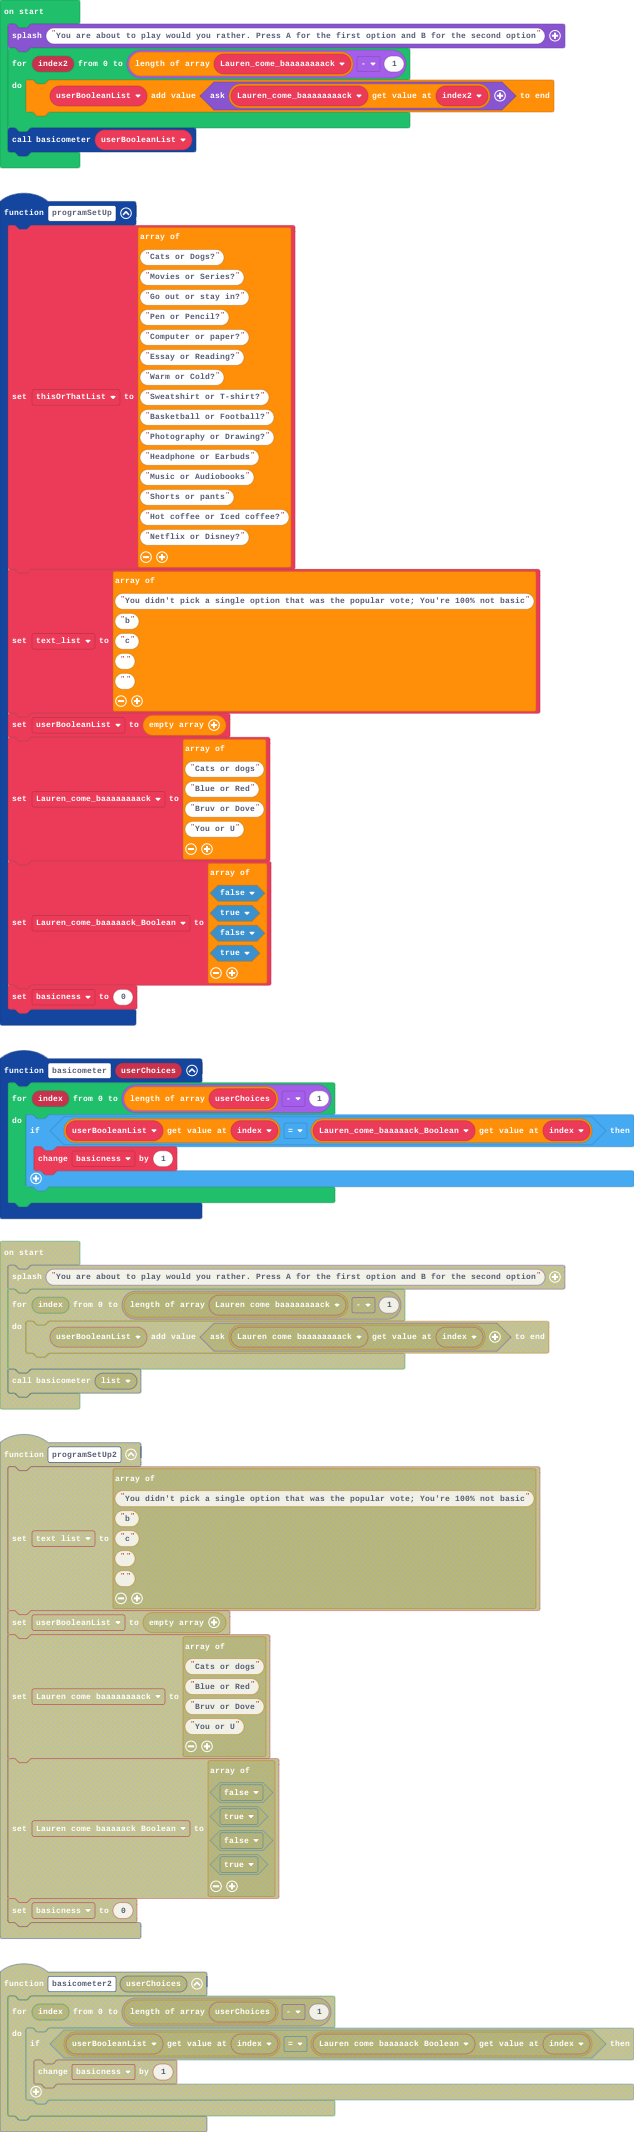 on start
splash "You are about to play would you rather. Press A for the first option and B for the second option"
for index2 from 0 to length of array Lauren_come_baaaaaaaack - 1
do userBooleanList add value ask Lauren_come_baaaaaaaack get value at index2 to end
call basicometer userBooleanList
function programSetUp
array of
"Cats or Dogs?"
"Movies or Series?"
"Go out or stay in?"
"Pen or Pencil?"
"Computer or paper?"
"Essay or Reading?"
"Warm or Cold?"
set thisOrThatList to "Sweatshirt or T-shirt?"
"Basketball or Football?"
"Photography or Drawing?"
"Headphone or Earbuds"
"Music or Audiobooks"
"Shorts or pants"
"Hot coffee or Iced coffee?"
"Netflix or Disney?"
array of
"You didn't pick a single option that was the popular vote; You're 100% not basic"
"b"
set text_list to "c"
""
""
set userBooleanList to empty array
array of
"Cats or dogs"
"Blue or Red"
set Lauren_come_baaaaaaaack to
"Bruv or Dove"
"You or U"
array of
false
true
set Lauren_come_baaaaack_Boolean to
false
true
set basicness to 0
function basicometer userChoices
for index from 0 to length of array userChoices - 1
do if userBooleanList get value at index = Lauren_come_baaaaack_Boolean get value at index then
change basicness by 1
on start
splash "You are about to play would you rather. Press A for the first option and B for the second option"
for index from 0 to length of array Lauren come baaaaaaaack - 1
do userBooleanList add value ask Lauren come baaaaaaaack get value at index to end
call basicometer list
function programSetUp2
array of
"You didn't pick a single option that was the popular vote; You're 100% not basic"
"b"
set text list to "c"
""
""
set userBooleanList to empty array
array of
"Cats or dogs"
"Blue or Red"
set Lauren come baaaaaaaack to
"Bruv or Dove"
"You or U"
array of
false
true
set Lauren come baaaaack Boolean to
false
true
set basicness to 0
function basicometer2 userChoices
for index from 0 to length of array userChoices - 1
do if userBooleanList get value at index = Lauren come baaaaack Boolean get value at index then
change basicness by 1